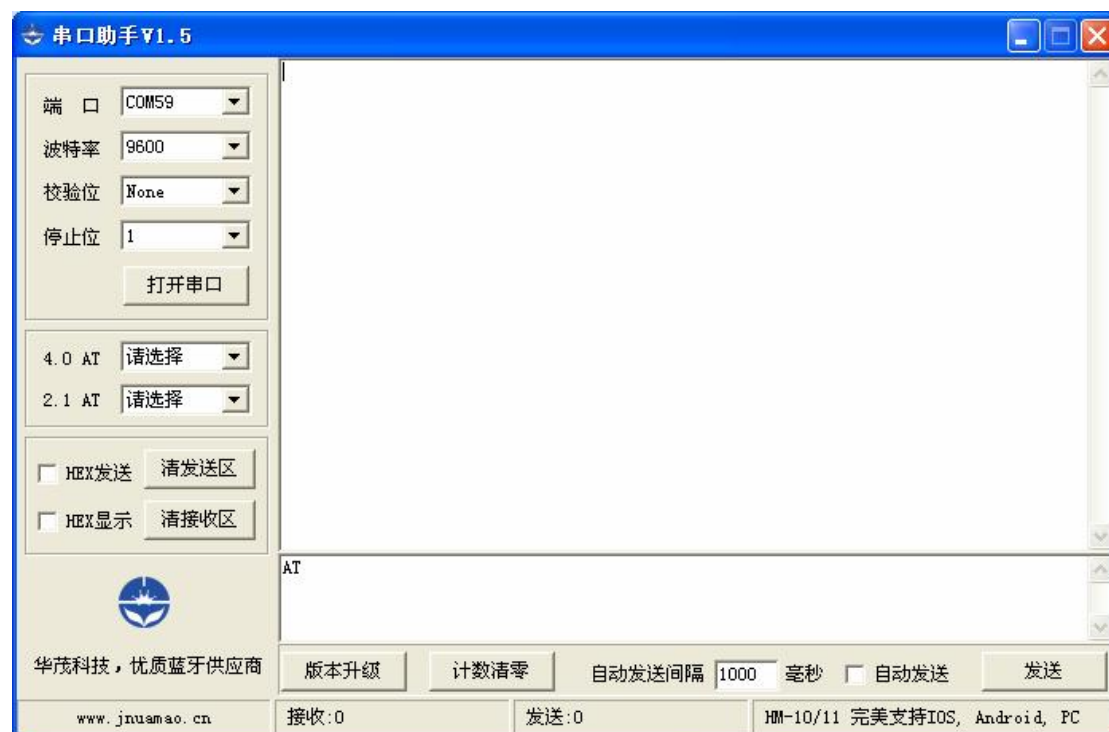 串口助手V1.5
端 口 COM59
波特率 9600
校验位 None
停止位 1
打开串口
4.0 AT 请选择
2.1 AT 请选择
HEX发送 清发送区
HEX显示 清接收区
AT
华茂科技，优质蓝牙供应商
版本升级 计数清零 自动发送间隔 1000 毫秒 自动发送 发送
www.jnuamao.cn 接收:0 发送:0 HM-10/11 完美支持IOS, Android, PC